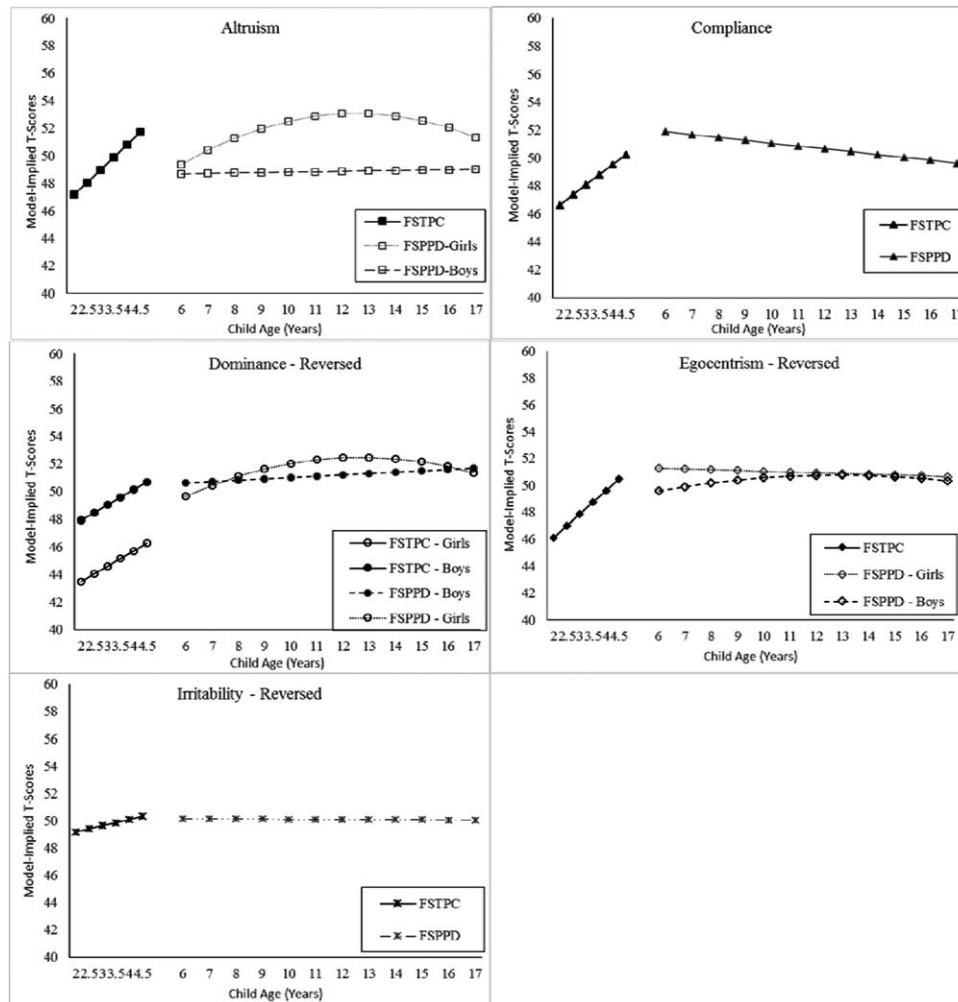 Altruism
Model-Implied T-Scores
60
58
56
54
52
50
48
46
44
42
40
FSTPC
FSPPD-Girls
FSPPD-Boys
22.533.544.5 6 7 8 9 10 11 12 13 14 15 16 17
Child Age (Years)
Compliance
Model-Implied T-Scores
60
58
56
54
52
50
48
46
44
42
40
FSTPC
FSPPD
22.533.544.5 6 7 8 9 10 11 12 13 14 15 16 17
Child Age (Years)
Dominance - Reversed
Model-Implied T-Scores
60
58
56
54
52
50
48
46
44
42
40
FSTPC - Girls
FSTPC - Boys
FSPPD - Boys
FSPPD - Girls
22.533.544.5 6 7 8 9 10 11 12 13 14 15 16 17
Child Age (Years)
Egocentrism - Reversed
Model-Implied T-Scores
60
58
56
54
52
50
48
46
44
42
40
FSTPC
FSPPD - Girls
FSPPD - Boys
22.533.544.5 6 7 8 9 10 11 12 13 14 15 16 17
Child Age (Years)
Irritability - Reversed
Model-Implied T-Scores
60
58
56
54
52
50
48
46
44
42
40
FSTPC
FSPPD
22.533.544.5 6 7 8 9 10 11 12 13 14 15 16 17
Child Age (Years)